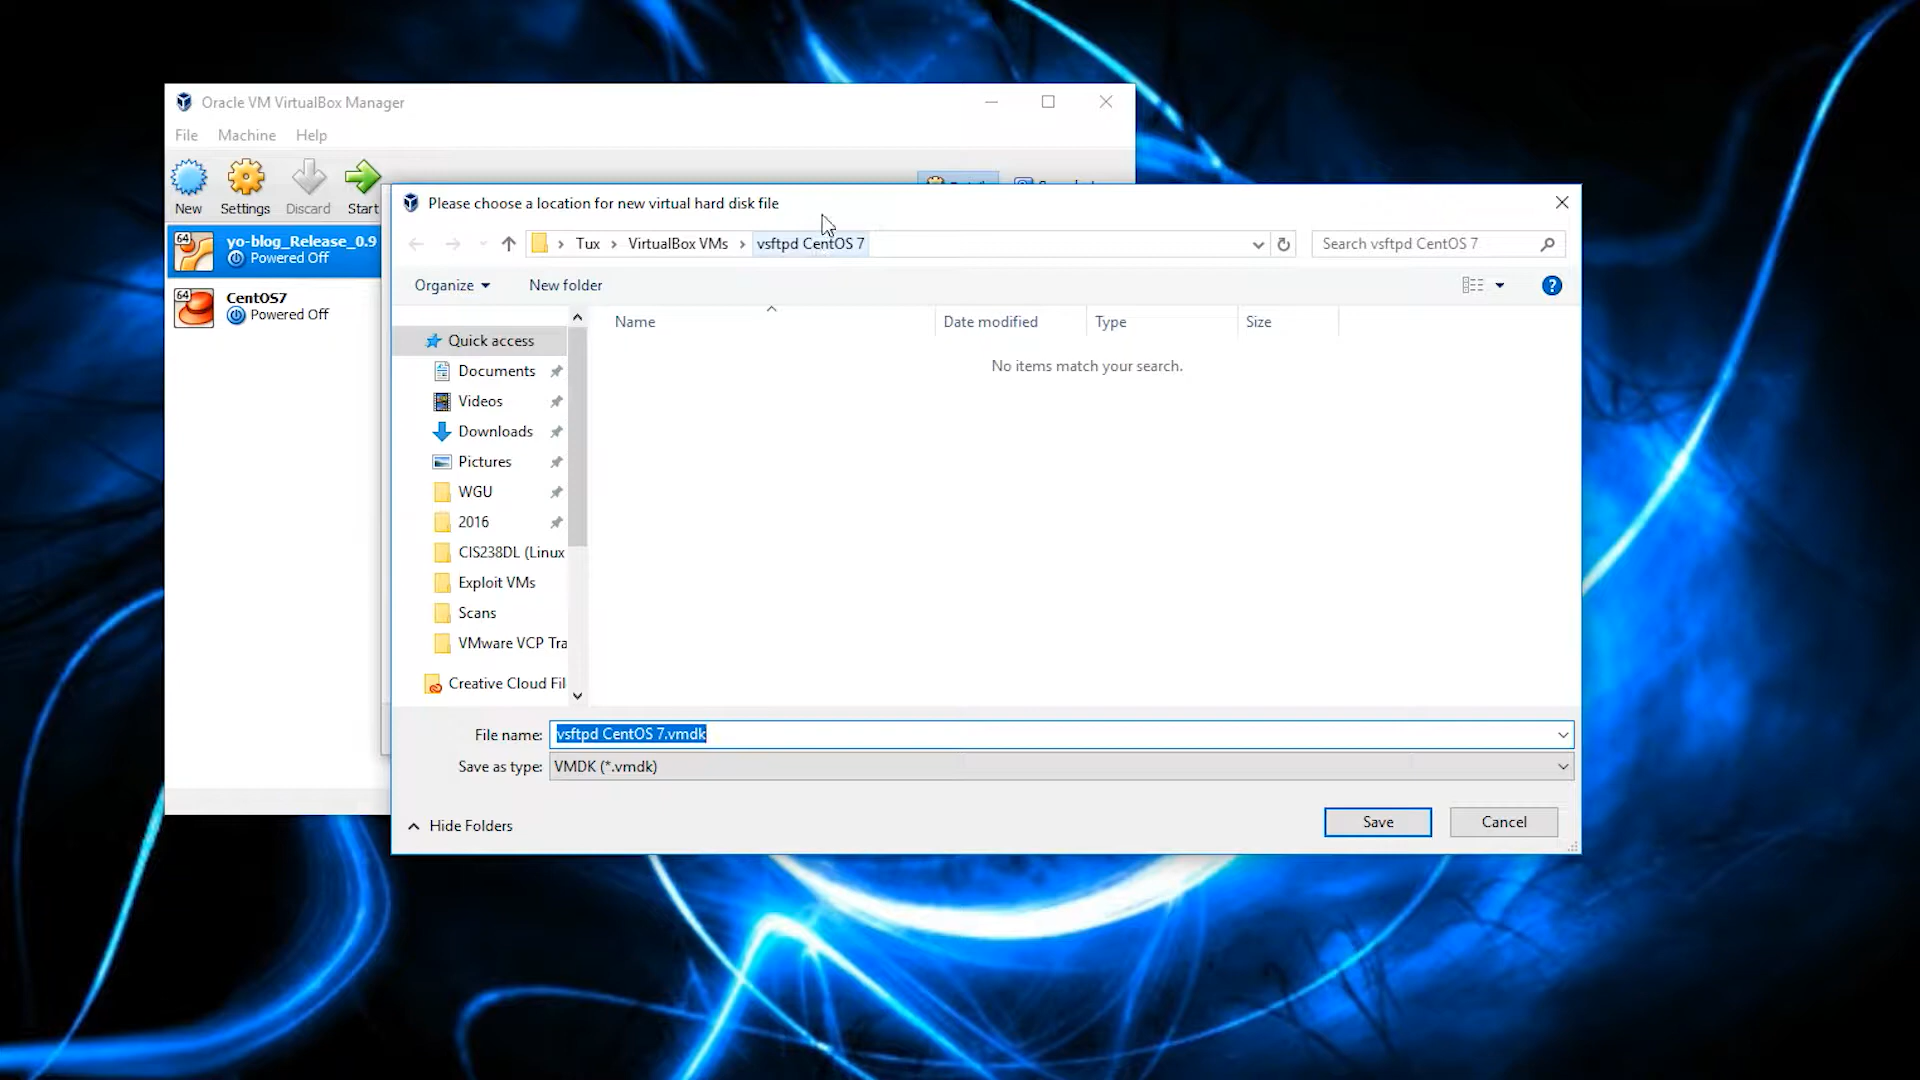 Oracle VM VirtualBox Manager
File Machine Help
New Settings Discard Start
64 yo-blog_Release_0.9
Powered Off
64 CentOS7
Powered Off
Please choose a location for new virtual hard disk file
Tux VirtualBox VMs vsftpd CentOS 7
Search vsftpd CentOS 7
Organize New folder
Name Date modified Type Size
No items match your search.
Quick access
Documents
Videos
Downloads
Pictures
WGU
2016
CIS238DL (Linux
Exploit VMs
Scans
VMware VCP Tra
Creative Cloud Fil
File name: vsftpd CentOS 7.vmdk
Save as type: VMDK (*.vmdk)
Hide Folders
Save Cancel